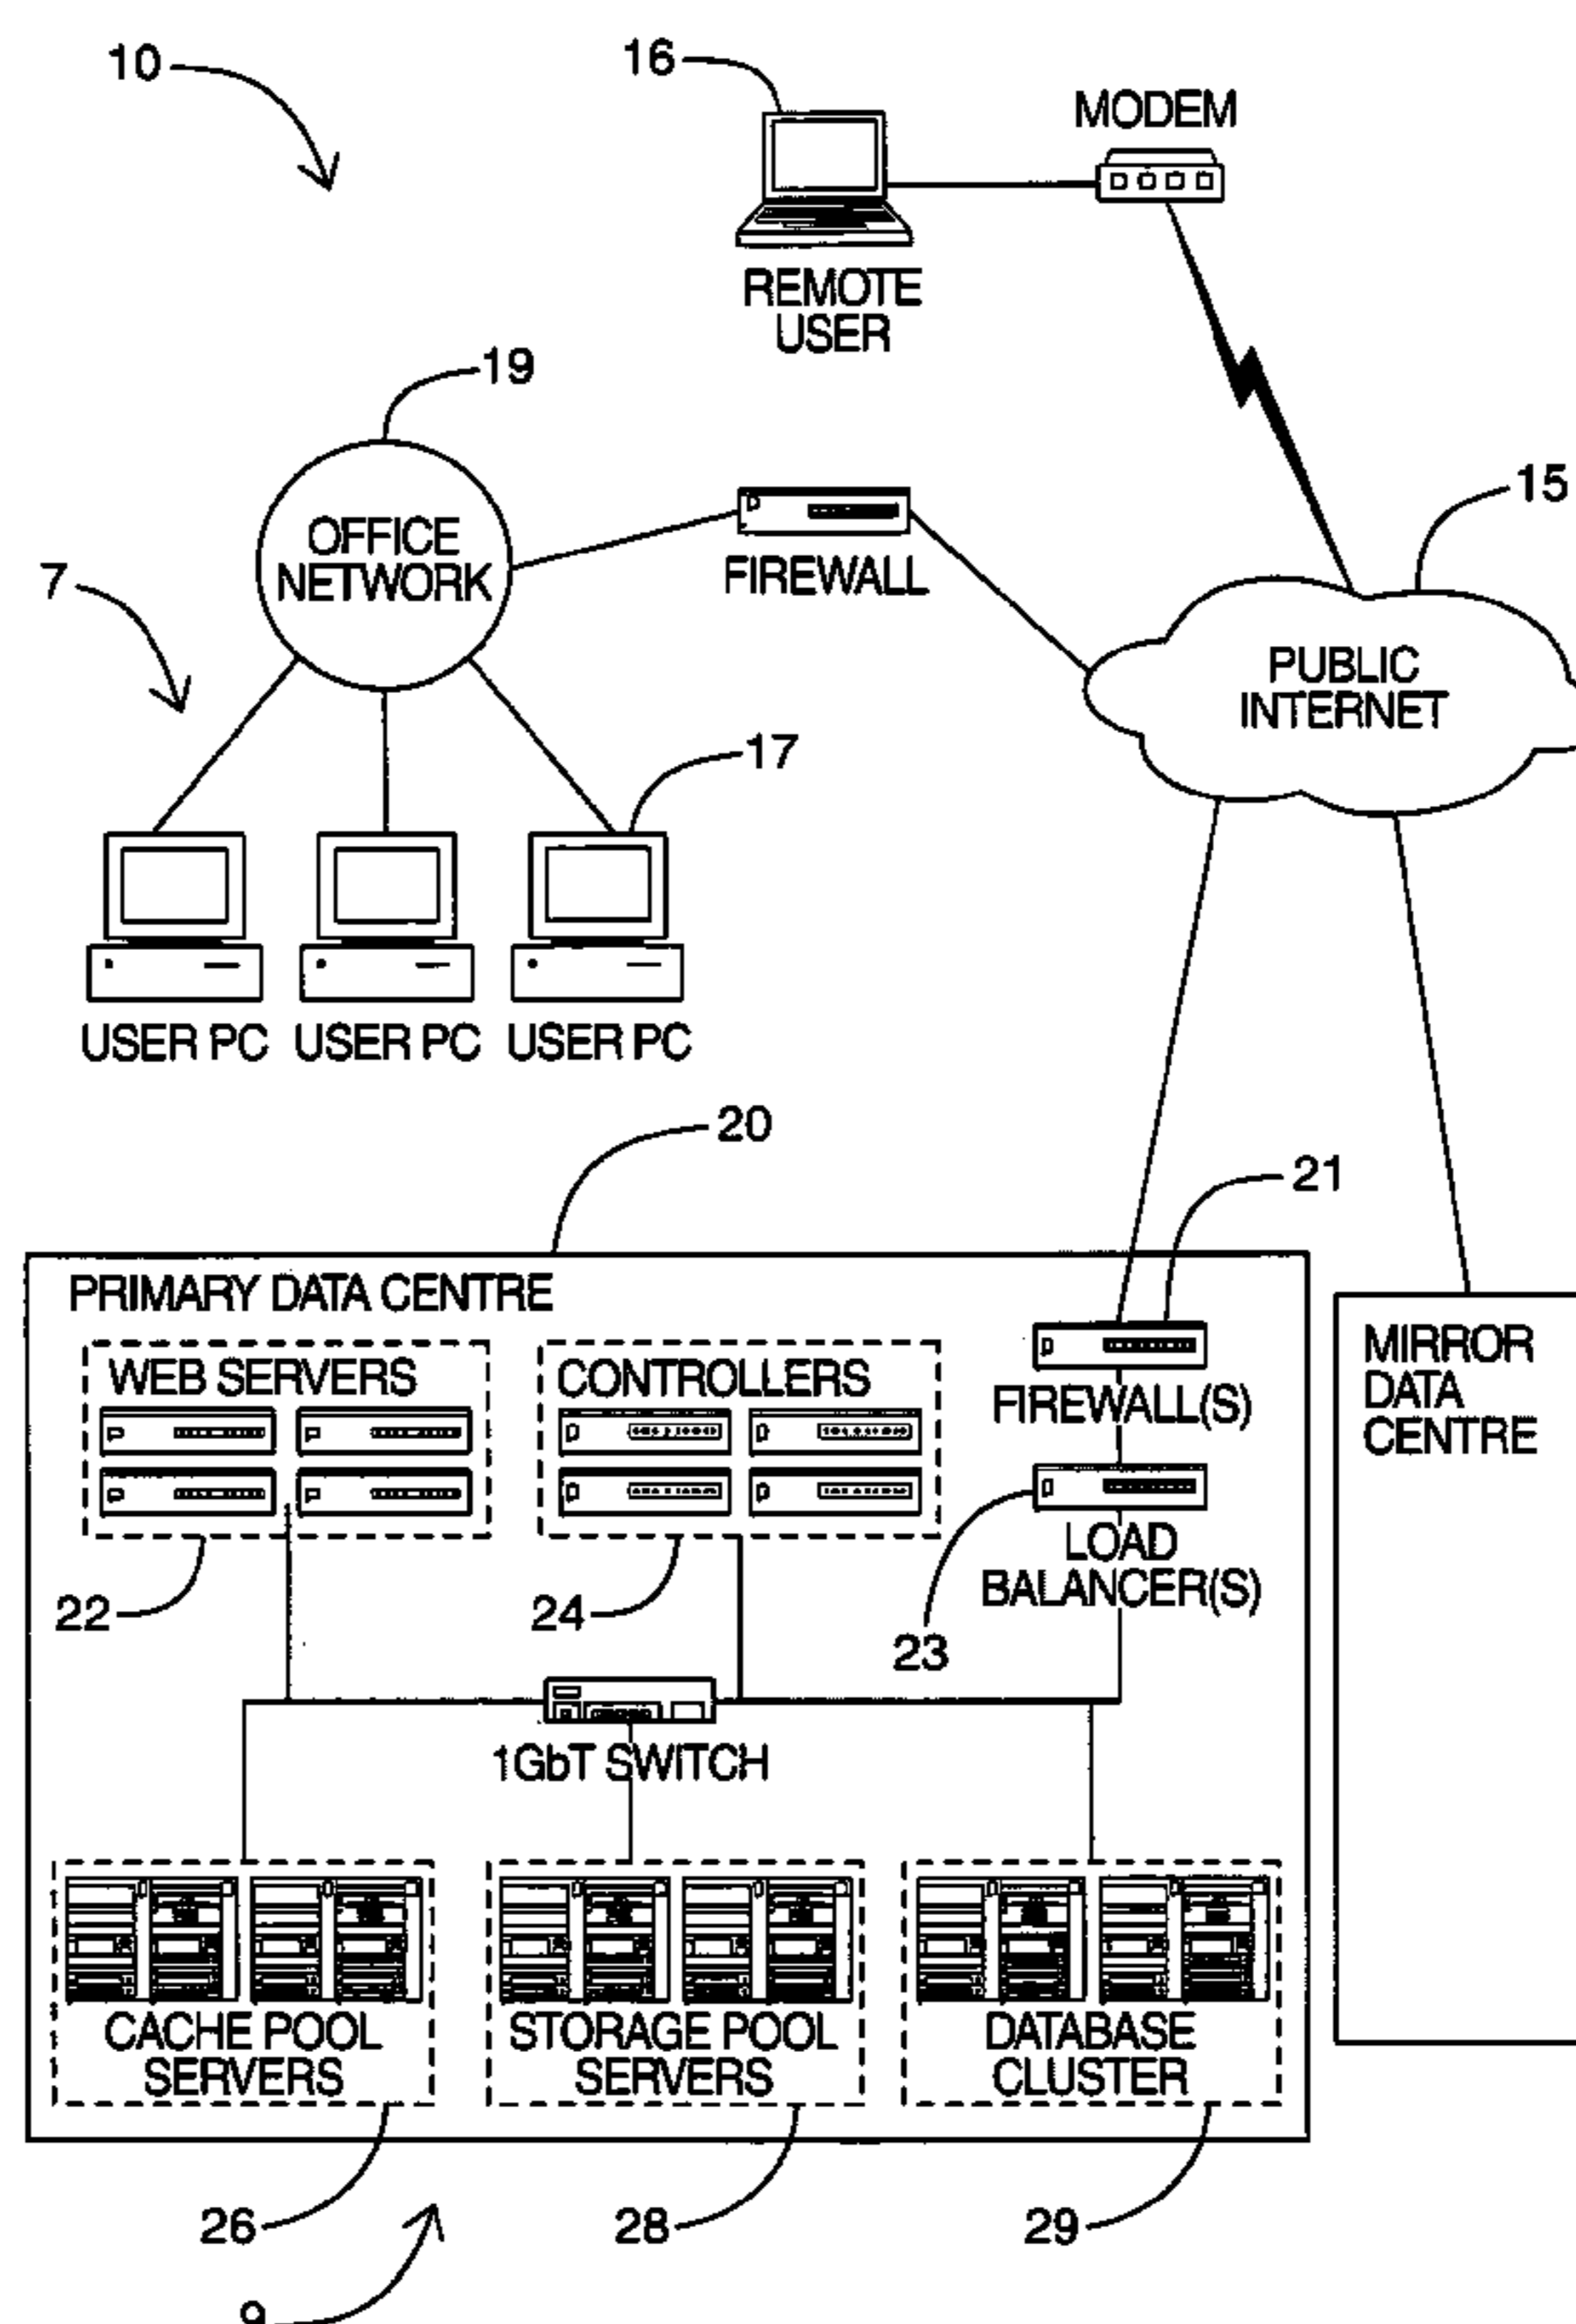 10
16
MODEM
REMOTE
USER
19
15
OFFICE
NETWORK
FIREWALL
7
PUBLIC
INTERNET
17
USER PC
USER PC
USER PC
20
21
PRIMARY DATA CENTRE
WEB SERVERS
CONTROLLERS
FIREWALL(S)
MIRROR
DATA
CENTRE
LOAD
BALANCER(S)
22
24
23
1GbT SWITCH
CACHE POOL
SERVERS
STORAGE POOL
SERVERS
DATABASE
CLUSTER
26
28
29
9